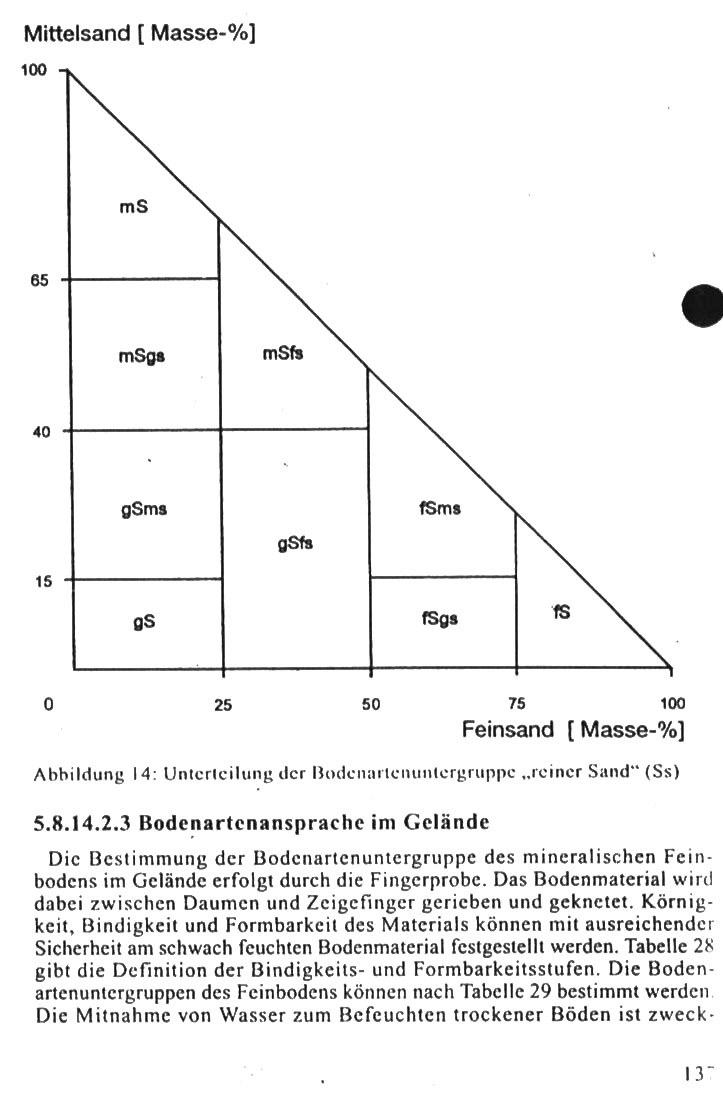 Mittelsand [ Masse-%]
100
mS
65
mSgs
mSfs
40
gSms
fSms
gSfs
15
gS
fSgs
fS
0
25
50
75
100
Feinsand [ Masse-%]
Abbildung 14: Unterteilung der Bodenartenuntergruppe „reiner Sand“ (Ss)
5.8.14.2.3 Bodenartenansprache im Gelände
Die Bestimmung der Bodenartenuntergruppe des mineralischen Fein-
bodens im Gelände erfolgt durch die Fingerprobe. Das Bodenmaterial wird
dabei zwischen Daumen und Zeigefinger gerieben und geknetet. Körnig-
keit, Bindigkeit und Formbarkeit des Materials können mit ausreichender
Sicherheit am schwach feuchten Bodenmaterial festgestellt werden. Tabelle 28
gibt die Definition der Bindigkeits- und Formbarkeitsstufen. Die Boden-
artenuntergruppen des Feinbodens können nach Tabelle 29 bestimmt werden.
Die Mitnahme von Wasser zum Befeuchten trockener Böden ist zweck-
137